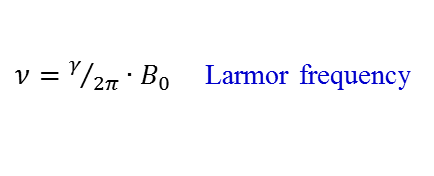 ν = γ/2π · B₀ Larmor frequency